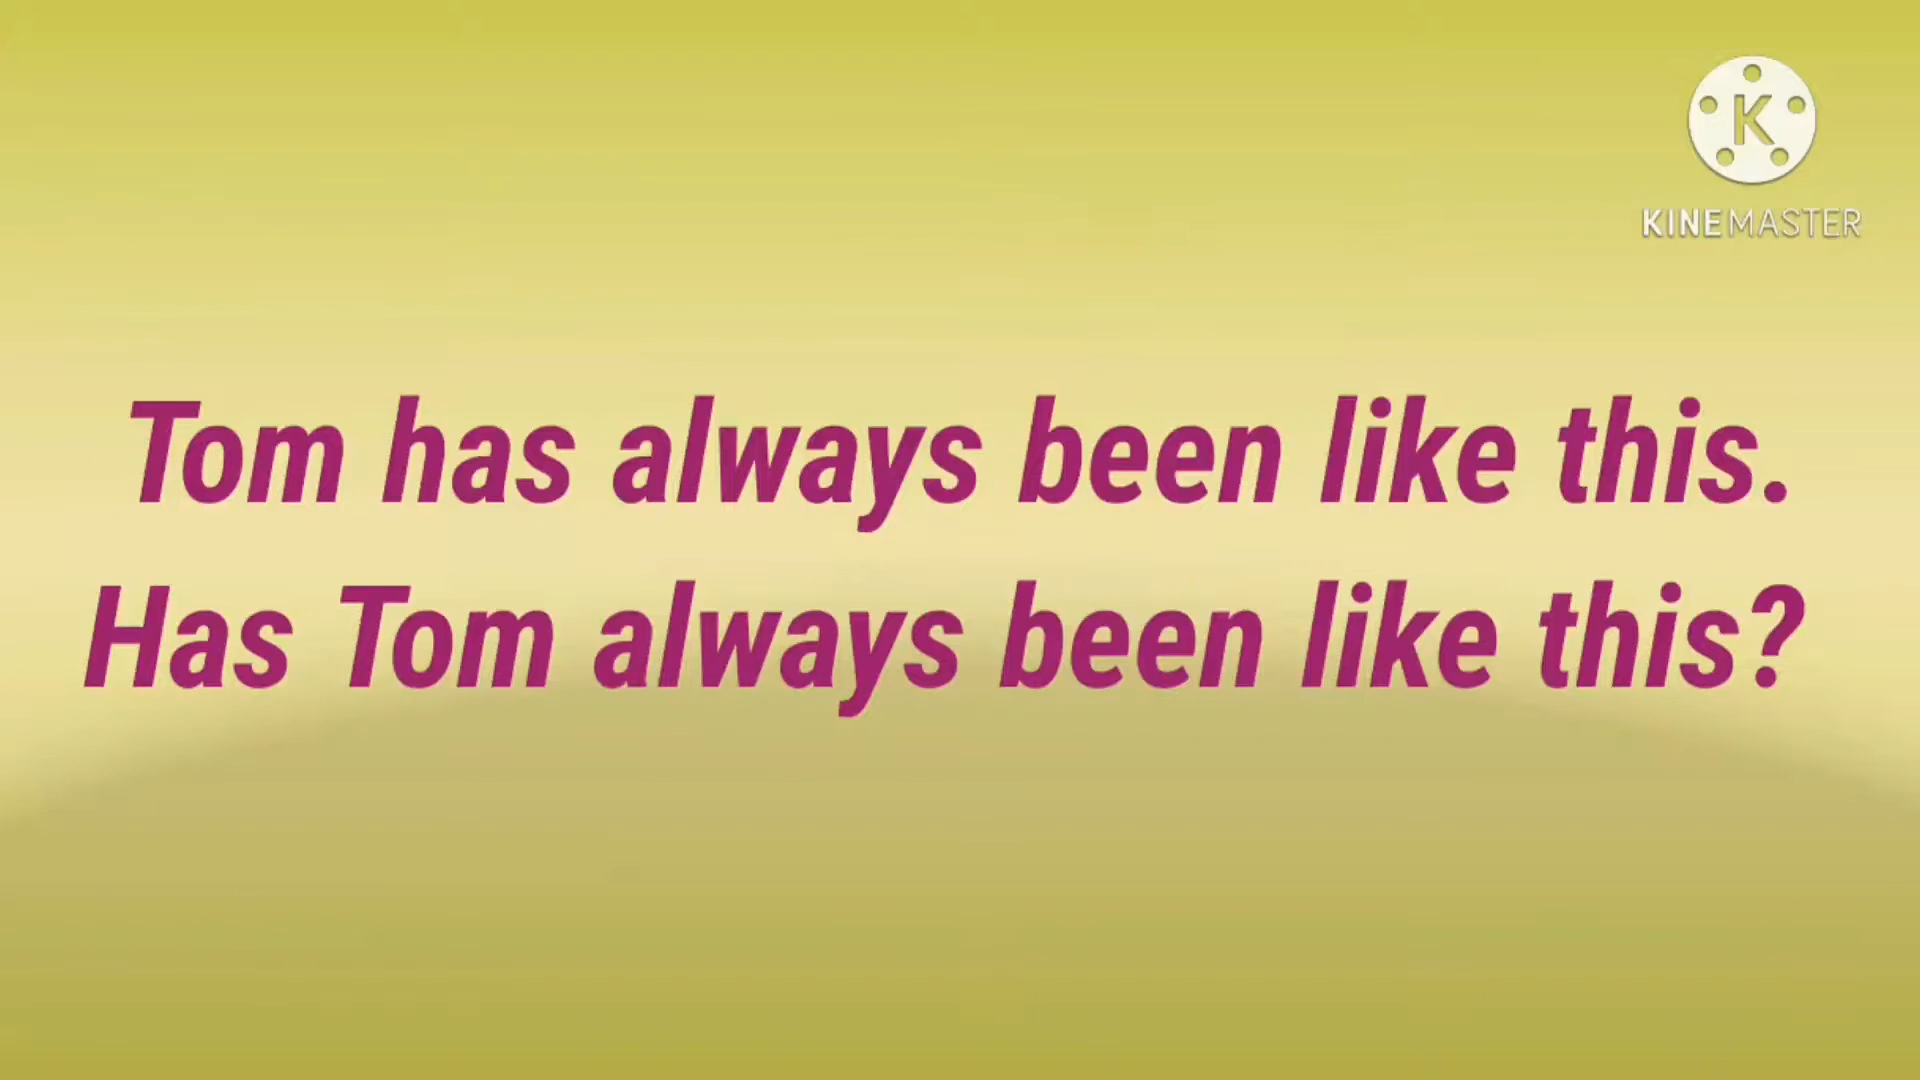 K
KINEMASTER
Tom has always been like this.
Has Tom always been like this?